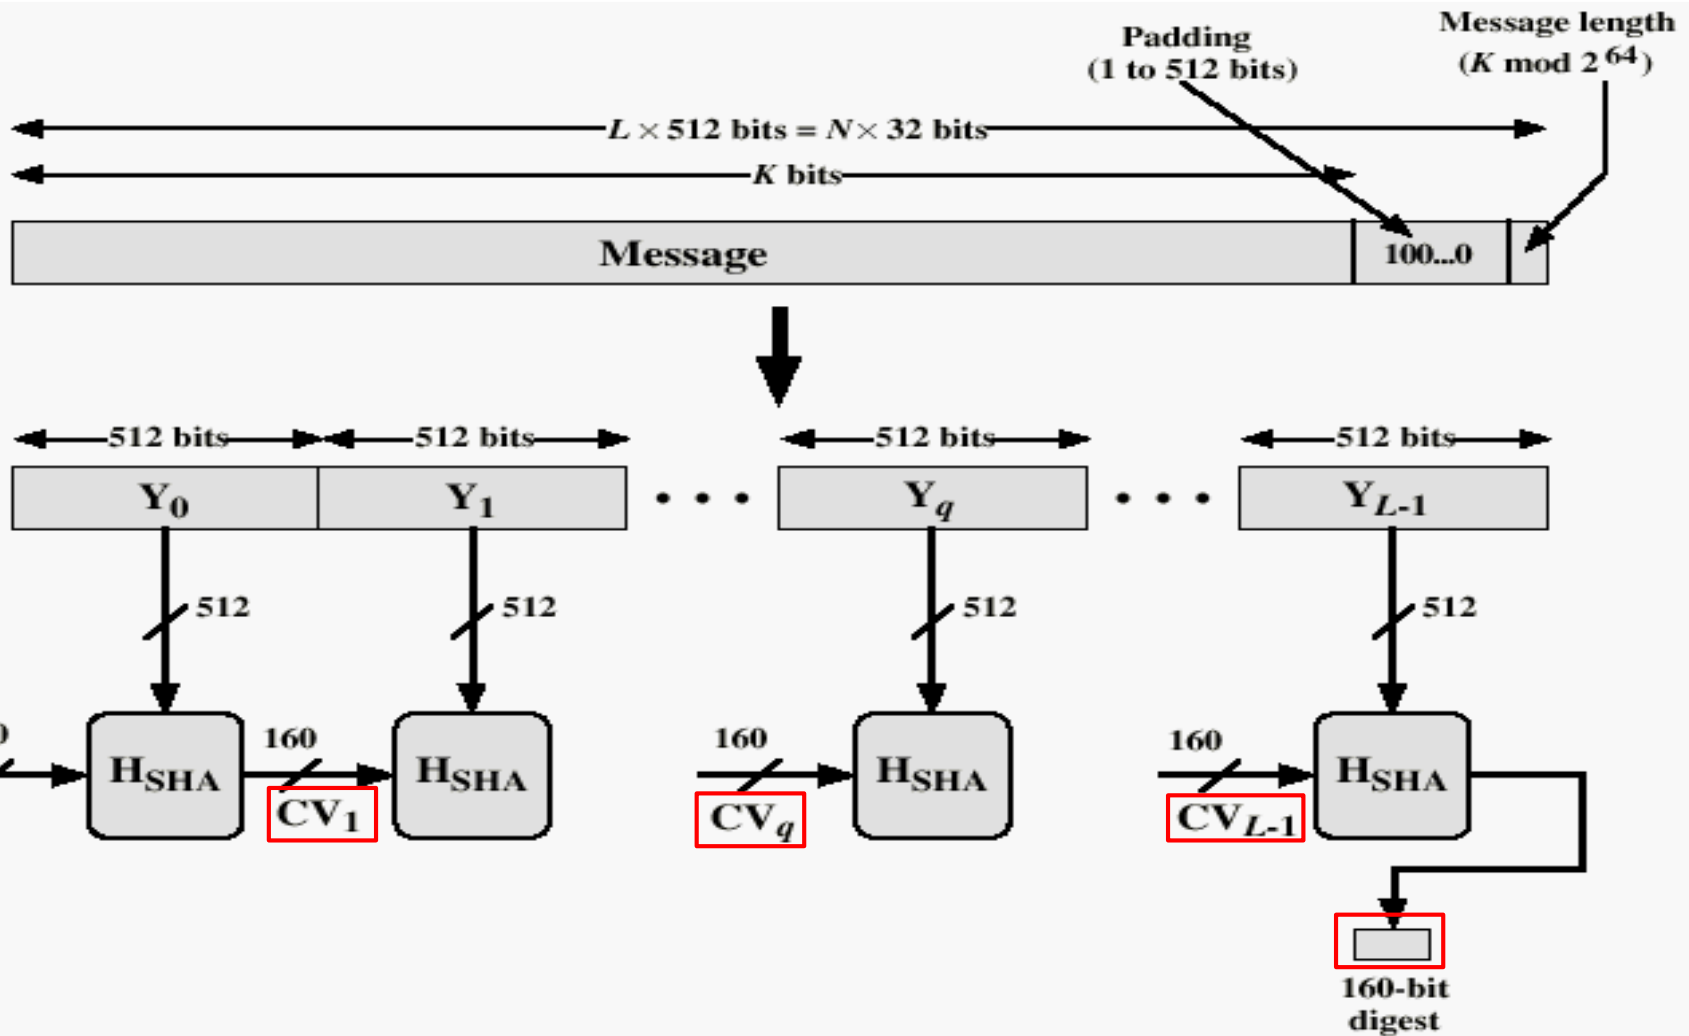 Padding
(1 to 512 bits)
Message length
(K mod 2^64)
L × 512 bits = N × 32 bits
K bits
Message
100...0
512 bits
512 bits
512 bits
512 bits
Y0
Y1
• • •
Yq
• • •
YL-1
512
512
512
512
160
160
160
HSHA
HSHA
HSHA
HSHA
CV1
CVq
CVL-1
160-bit
digest